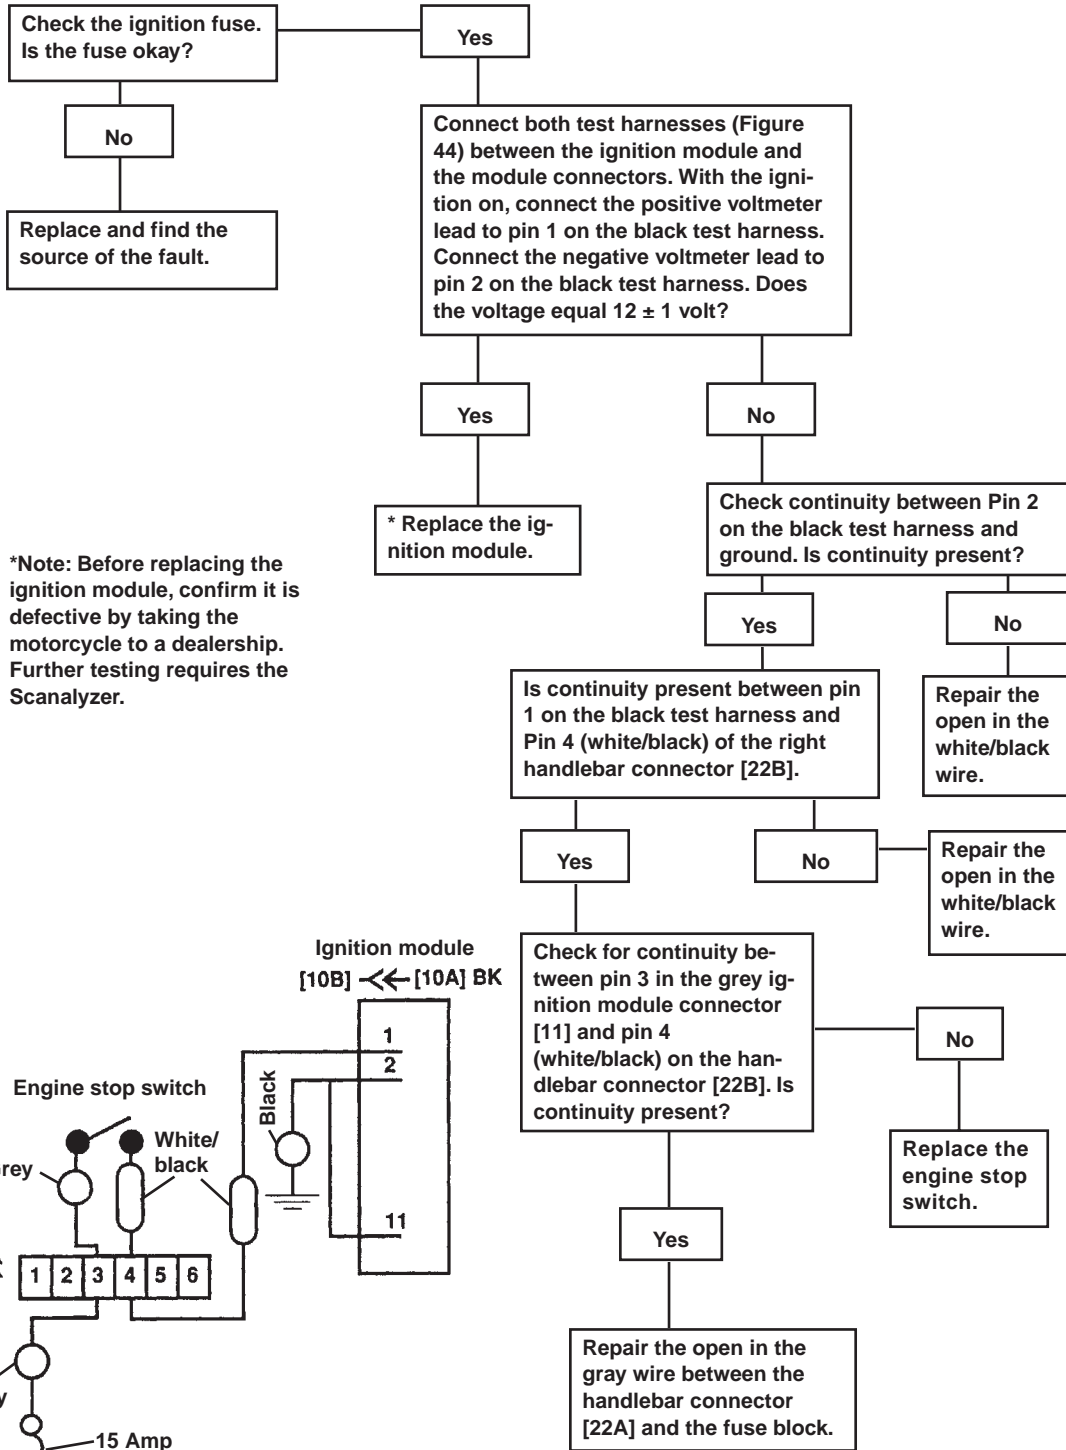 Check the ignition fuse.
Is the fuse okay?
Yes
No
Replace and find the
source of the fault.
Connect both test harnesses (Figure
44) between the ignition module and
the module connectors. With the igni-
tion on, connect the positive voltmeter
lead to pin 1 on the black test harness.
Connect the negative voltmeter lead to
pin 2 on the black test harness. Does
the voltage equal 12 ± 1 volt?
Yes
No
* Replace the ig-
nition module.
*Note: Before replacing the
ignition module, confirm it is
defective by taking the
motorcycle to a dealership.
Further testing requires the
Scanalyzer.
Check continuity between Pin 2
on the black test harness and
ground. Is continuity present?
Yes
No
Repair the
open in the
white/black
wire.
Is continuity present between pin
1 on the black test harness and
Pin 4 (white/black) of the right
handlebar connector [22B].
Yes
No
Repair the
open in the
white/black
wire.
Check for continuity be-
tween pin 3 in the grey ig-
nition module connector
[11] and pin 4
(white/black) on the han-
dlebar connector [22B]. Is
continuity present?
No
Replace the
engine stop
switch.
Yes
Repair the open in the
gray wire between the
handlebar connector
[22A] and the fuse block.
Ignition module
[10B] [10A] BK
1
2
11
Black
Engine stop switch
White/
black
rey
1 2 3 4 5 6
y
15 Amp